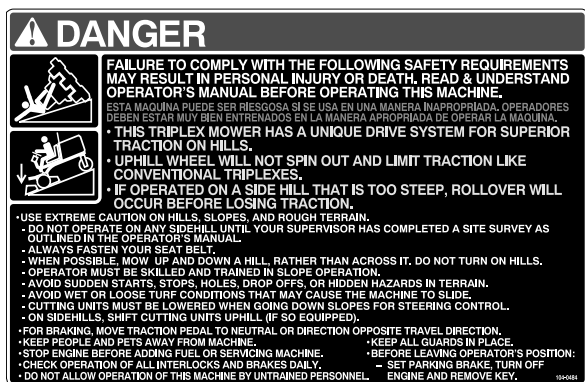 DANGER
FAILURE TO COMPLY WITH THE FOLLOWING SAFETY REQUIREMENTS
MAY RESULT IN PERSONAL INJURY OR DEATH. READ & UNDERSTAND
OPERATOR'S MANUAL BEFORE OPERATING THIS MACHINE.
ESTA MAQUINA PUEDE SER RIESGOSA SI SE USA EN UNA MANERA INAPROPRIADA. OPERADORES
DEBEN ESTAR MUY BIEN ENTRENADOS EN LA MANERA APROPRIADA DE OPERAR LA MAQUINA.
• THIS TRIPLEX MOWER HAS A UNIQUE DRIVE SYSTEM FOR SUPERIOR
TRACTION ON HILLS.
• UPHILL WHEEL WILL NOT SPIN OUT AND LIMIT TRACTION LIKE
CONVENTIONAL TRIPLEXES.
• IF OPERATED ON A SIDE HILL THAT IS TOO STEEP, ROLLOVER WILL
OCCUR BEFORE LOSING TRACTION.
•USE EXTREME CAUTION ON HILLS, SLOPES, AND ROUGH TERRAIN.
- DO NOT OPERATE ON ANY SIDEHILL UNTIL YOUR SUPERVISOR HAS COMPLETED A SITE SURVEY AS
OUTLINED IN THE OPERATOR'S MANUAL.
- ALWAYS FASTEN YOUR SEAT BELT.
- WHEN POSSIBLE, MOW UP AND DOWN A HILL, RATHER THAN ACROSS IT. DO NOT TURN ON HILLS.
- OPERATOR MUST BE SKILLED AND TRAINED IN SLOPE OPERATION.
- AVOID SUDDEN STARTS, STOPS, HOLES, DROP OFFS, OR HIDDEN HAZARDS IN TERRAIN.
- AVOID WET OR LOOSE TURF CONDITIONS THAT MAY CAUSE THE MACHINE TO SLIDE.
- CUTTING UNITS MUST BE LOWERED WHEN GOING DOWN SLOPES FOR STEERING CONTROL.
- ON SIDEHILLS, SHIFT CUTTING UNITS UPHILL (IF SO EQUIPPED).
•FOR BRAKING, MOVE TRACTION PEDAL TO NEUTRAL OR DIRECTION OPPOSITE TRAVEL DIRECTION.
•KEEP PEOPLE AND PETS AWAY FROM MACHINE.
•STOP ENGINE BEFORE ADDING FUEL OR SERVICING MACHINE.
•CHECK OPERATION OF ALL INTERLOCKS AND BRAKES DAILY.
• DO NOT ALLOW OPERATION OF THIS MACHINE BY UNTRAINED PERSONNEL.
•KEEP ALL GUARDS IN PLACE.
•BEFORE LEAVING OPERATOR'S POSITION:
– SET PARKING BRAKE, TURN OFF
ENGINE AND REMOVE KEY.
104-0484